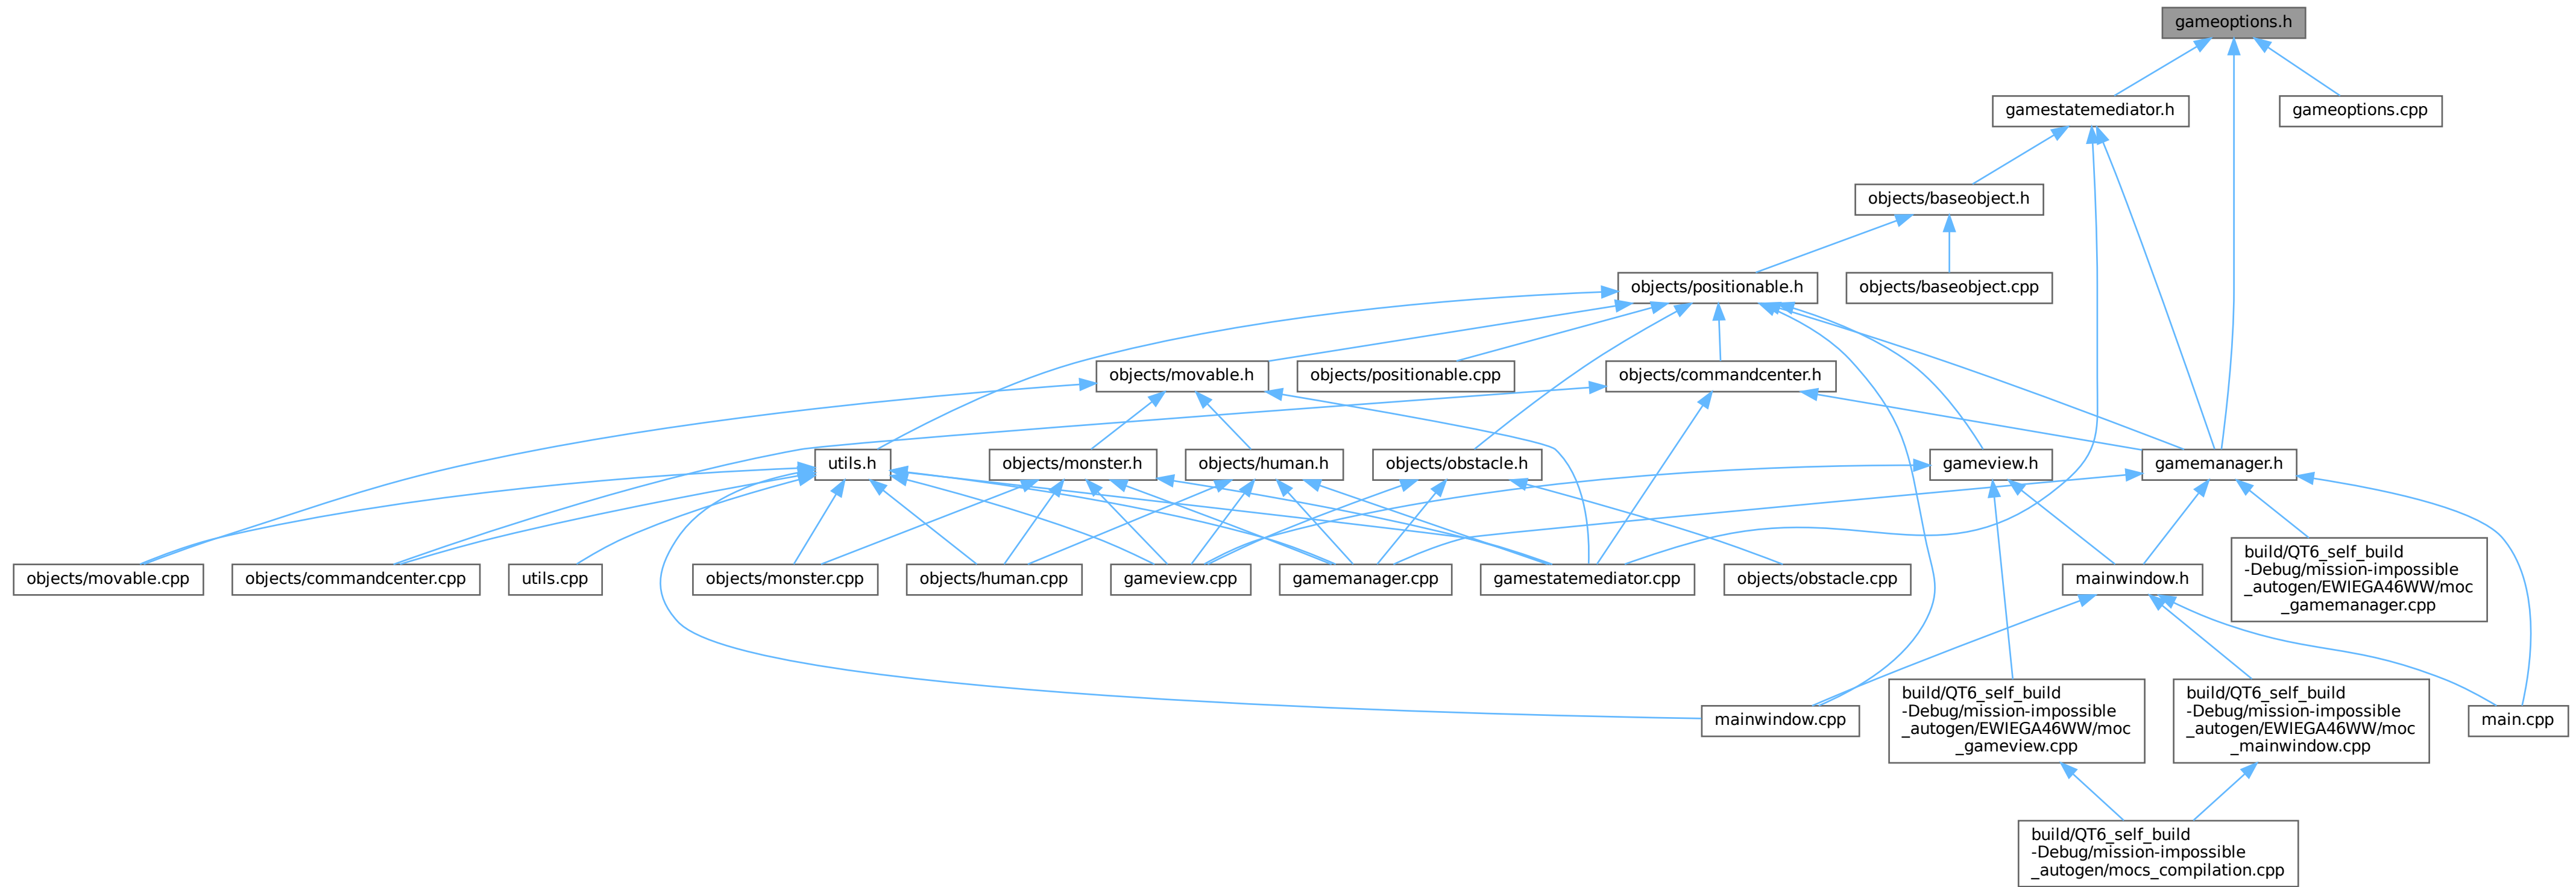 gameoptions.h
gamestatemediator.h
gameoptions.cpp
objects/baseobject.h
objects/positionable.h
objects/baseobject.cpp
objects/movable.h
objects/positionable.cpp
objects/commandcenter.h
utils.h
objects/monster.h
objects/human.h
objects/obstacle.h
gameview.h
gamemanager.h
objects/movable.cpp
objects/commandcenter.cpp
utils.cpp
objects/monster.cpp
objects/human.cpp
gameview.cpp
gamemanager.cpp
gamestatemediator.cpp
objects/obstacle.cpp
mainwindow.h
build/QT6_self_build
-Debug/mission-impossible
_autogen/EWIEGA46WW/moc
_gamemanager.cpp
mainwindow.cpp
build/QT6_self_build
-Debug/mission-impossible
_autogen/EWIEGA46WW/moc
_gameview.cpp
build/QT6_self_build
-Debug/mission-impossible
_autogen/EWIEGA46WW/moc
_mainwindow.cpp
main.cpp
build/QT6_self_build
-Debug/mission-impossible
_autogen/mocs_compilation.cpp